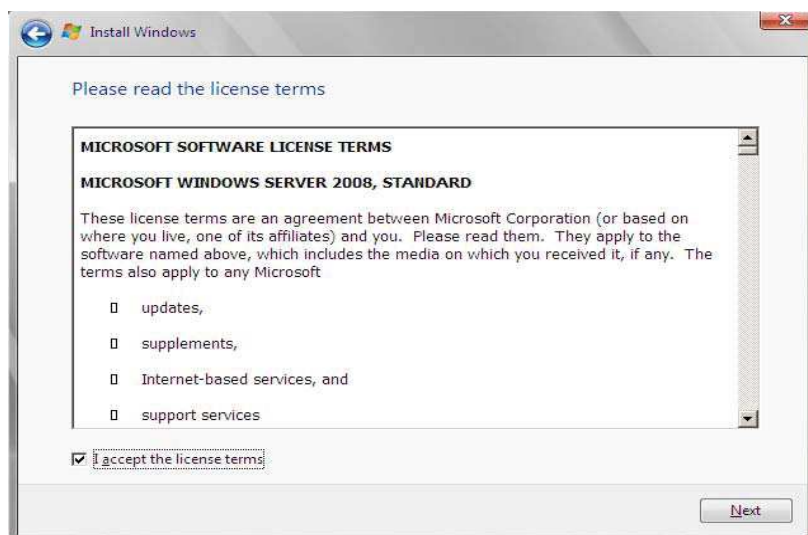 Install Windows
Please read the license terms
MICROSOFT SOFTWARE LICENSE TERMS
MICROSOFT WINDOWS SERVER 2008, STANDARD
These license terms are an agreement between Microsoft Corporation (or based on
where you live, one of its affiliates) and you.  Please read them.  They apply to the
software named above, which includes the media on which you received it, if any.  The
terms also apply to any Microsoft
updates,
supplements,
Internet-based services, and
support services
I accept the license terms
Next